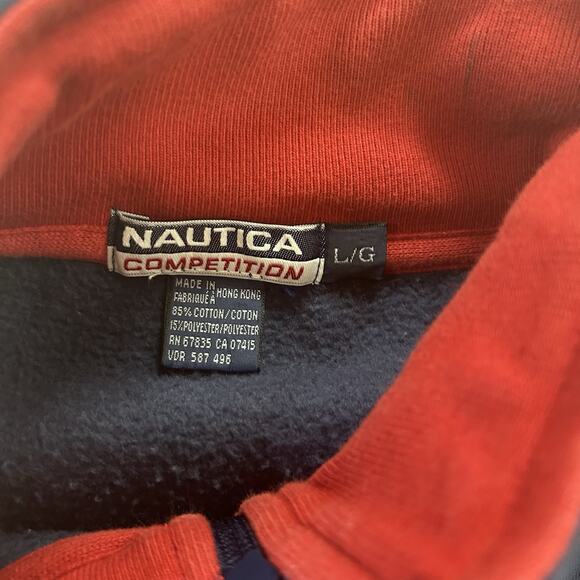 NAUTICA
COMPETITION
L/G
MADE IN
FABRIQUÉ À HONG KONG
85% COTTON/COTON
15%POLYESTER/POLYESTER
RN 67835 CA 07415
VDR 587 496